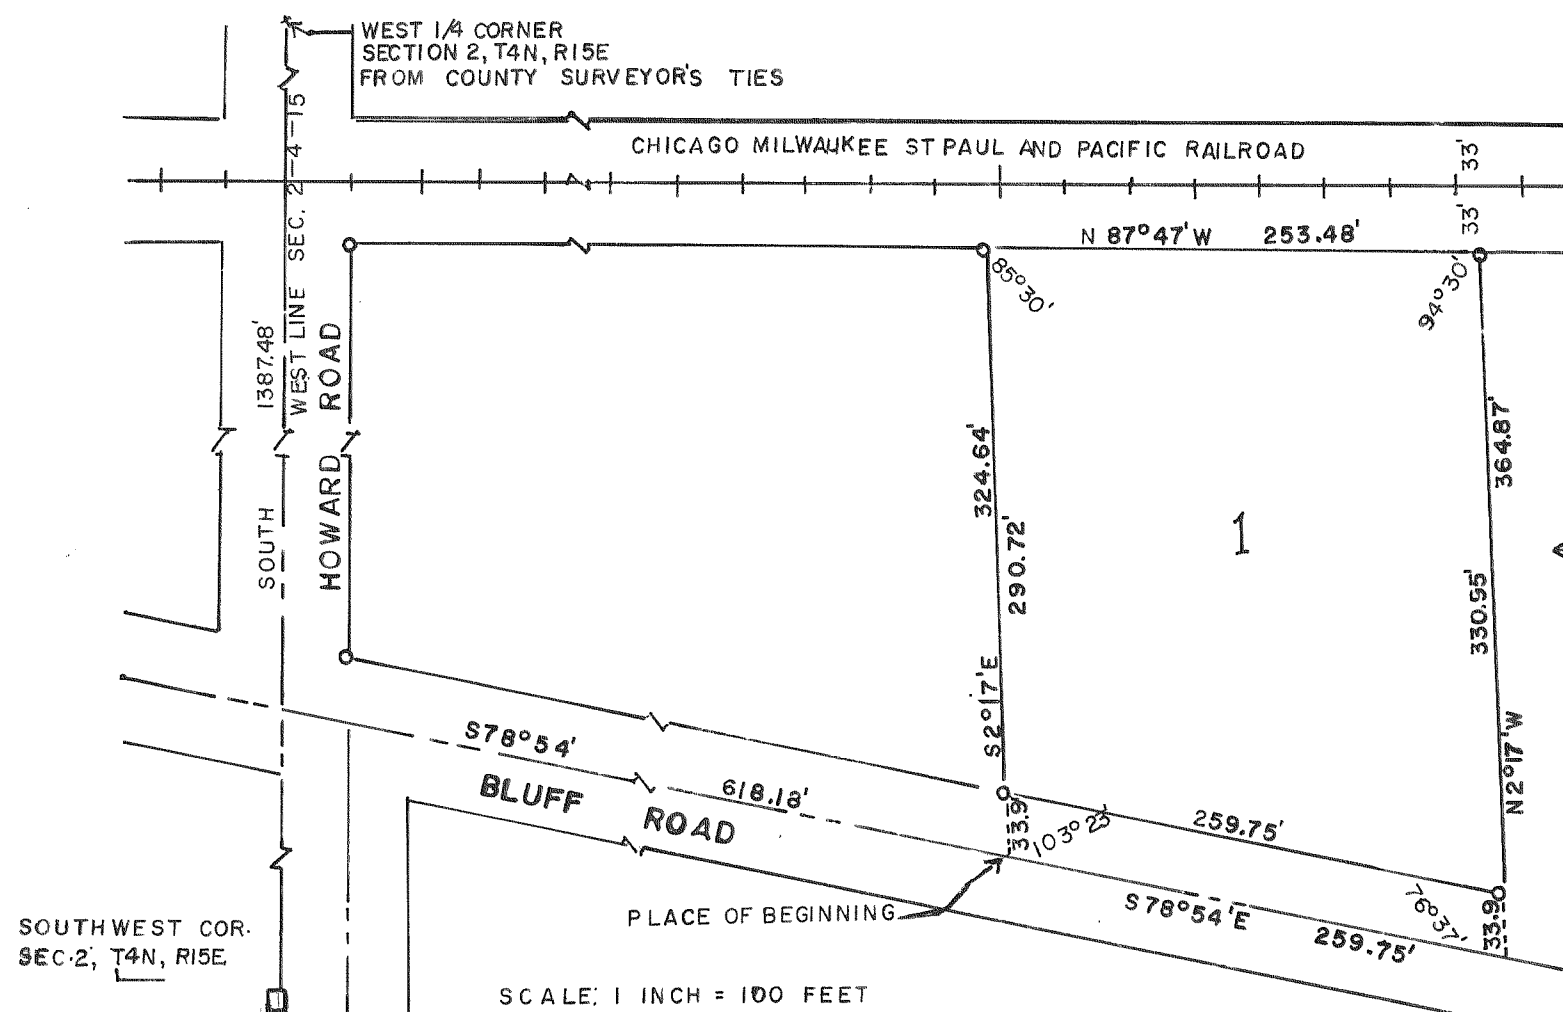 WEST 1/4 CORNER
SECTION 2, T4N, R15E
FROM COUNTY SURVEYOR'S TIES
CHICAGO MILWAUKEE ST PAUL AND PACIFIC RAILROAD
33'
33'
N 87°47'W 253.48'
85°30'
94°30'
WEST LINE SEC. 2-4-15
SOUTH 1387.48'
HOWARD ROAD
324.64'
290.72'
S2°17'E
1
364.87'
330.95'
N2°17'W
S78°54'
618.18'
BLUFF ROAD
33.9'
103°23'
259.75'
PLACE OF BEGINNING
S78°54'E
259.75'
76°37'
33.9'
SOUTHWEST COR.
SEC.2, T4N, R15E
SCALE: 1 INCH = 100 FEET